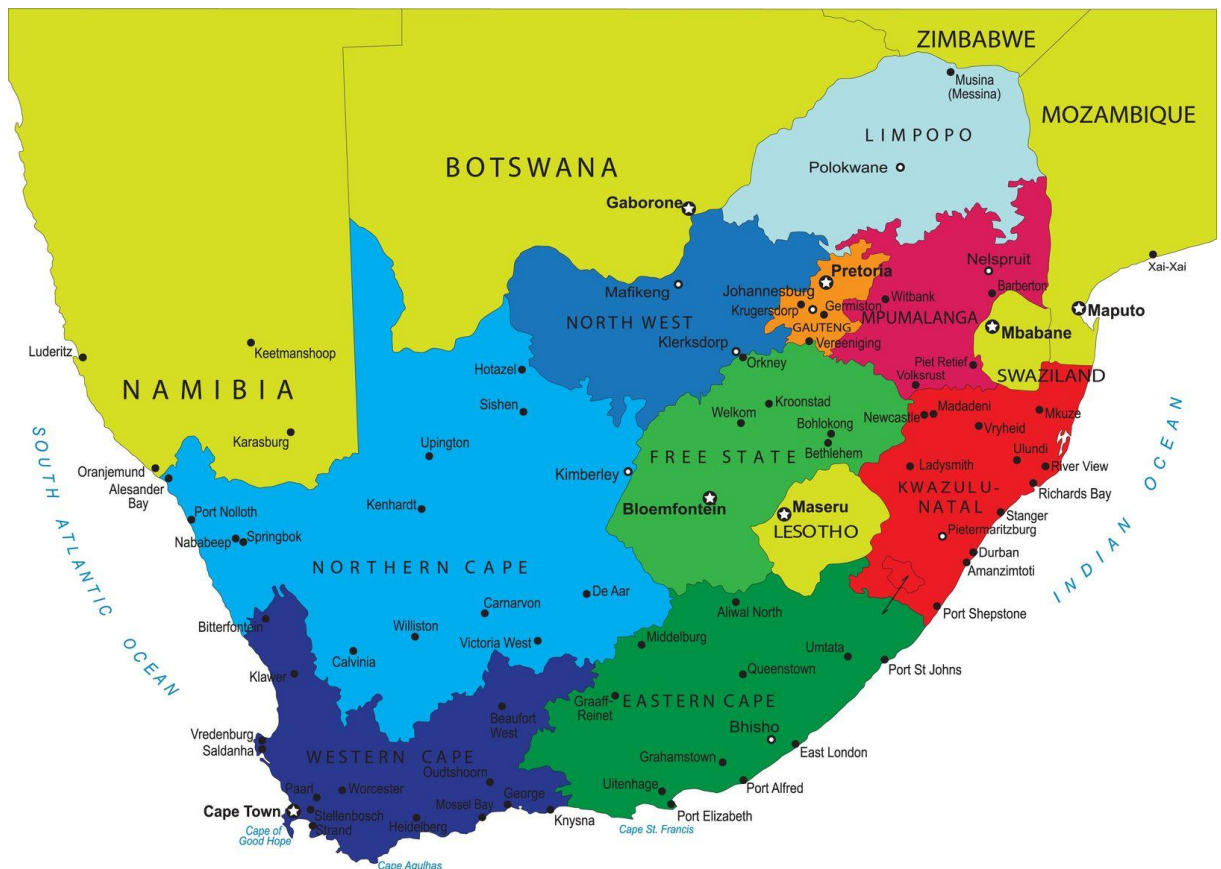 ZIMBABWE
Musina
(Messina)
MOZAMBIQUE
LIMPOPO
BOTSWANA
Polokwane
Gaborone
Nelspruit
Pretoria
Xai-Xai
Mafikeng
Johannesburg
Witbank
Barberton
Krugersdorp
Germiston
Maputo
NORTH WEST
GAUTENG
MPUMALANGA
Mbabane
Klerksdorp
Vereeniging
Luderitz
Keetmanshoop
Orkney
Piet Retief
SWAZILAND
Hotazel
Volksrust
NAMIBIA
Sishen
Kroonstad
Welkom
Newcastle
Madadeni
Mkuze
Karasburg
Bohlokong
Vryheid
Upington
Bethlehem
Ulundi
Oranjemund
Kimberley
FREE STATE
Ladysmith
River View
Alesander
Bay
KWAZULU-
NATAL
Richards Bay
Kenhardt
Bloemfontein
Maseru
Stanger
Port Nolloth
LESOTHO
Pietermaritzburg
Nababeep
Springbok
Durban
Amanzimtoti
NORTHERN CAPE
De Aar
Aliwal North
Port Shepstone
Carnarvon
Bitterfontein
Williston
Victoria West
Middelburg
Umtata
Calvinia
Port St Johns
Klawer
Queenstown
Graaff-
Reinet
EASTERN CAPE
Beaufort
West
Bhisho
Vredenburg
Saldanha
East London
WESTERN CAPE
Grahamstown
Oudtshoorn
Uitenhage
Port Alfred
Paarl
Worcester
George
Cape Town
Stellenbosch
Mossel Bay
Knysna
Port Elizabeth
Strand
Heidelberg
Cape of
Good Hope
Cape St. Francis
Cape Agulhas
SOUTH ATLANTIC OCEAN
INDIAN OCEAN